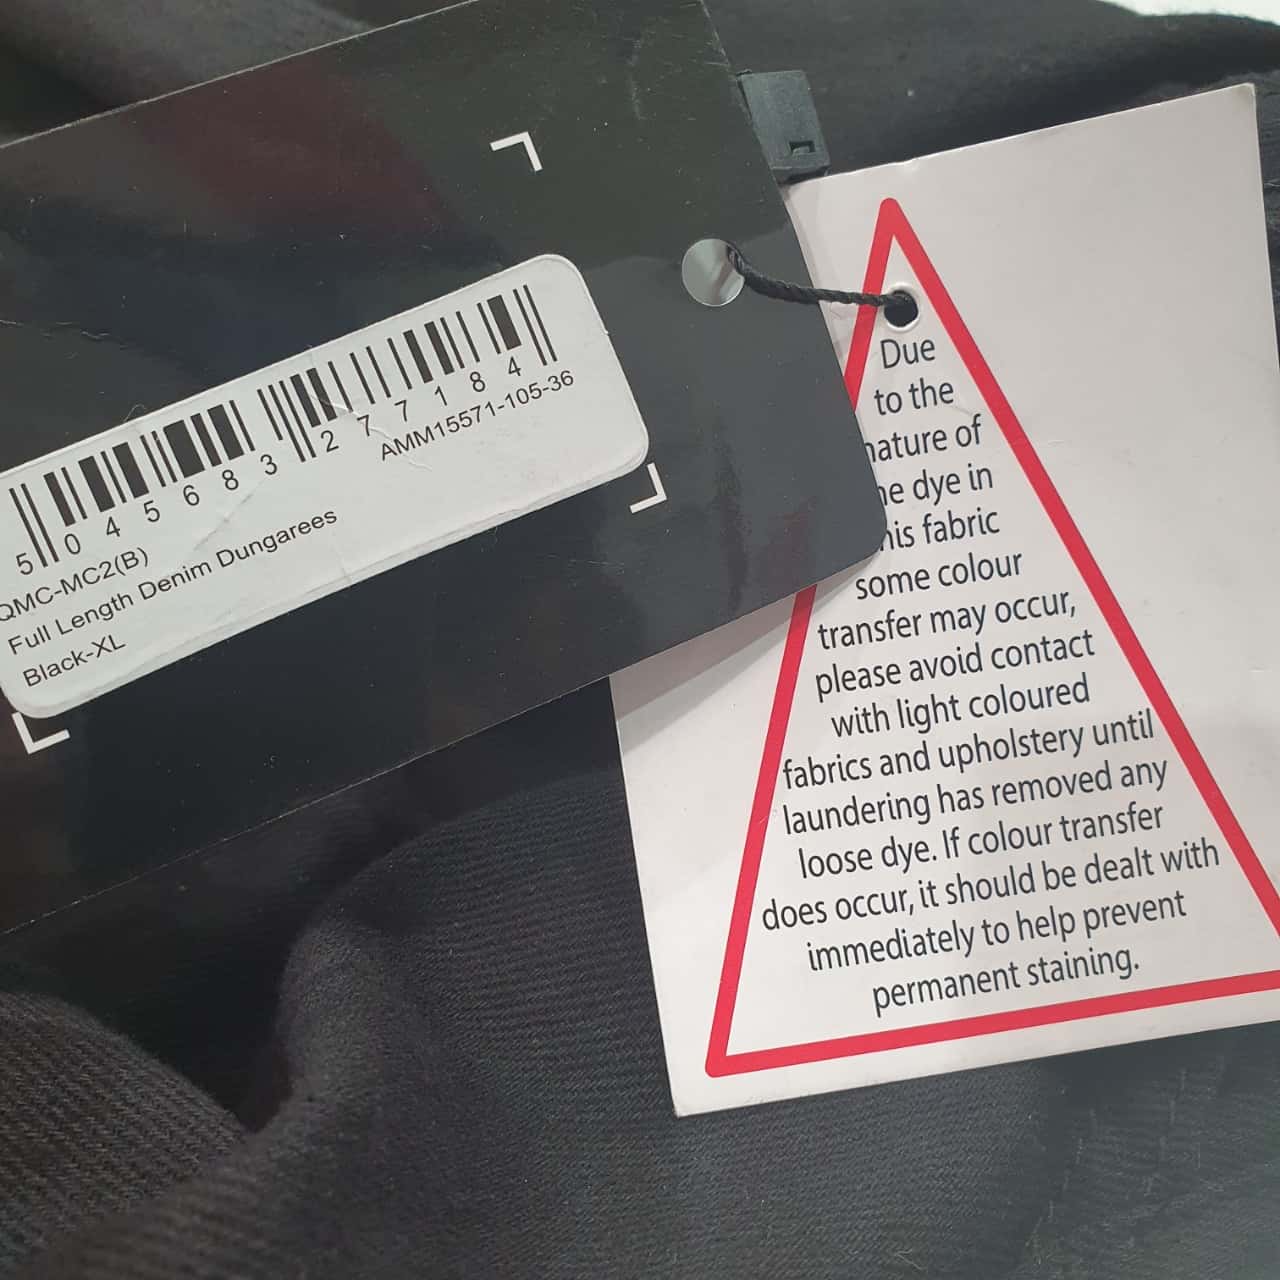 5 045683 277184
AMM15571-105-36
QMC-MC2(B)
Full Length Denim Dungarees
Black-XL
Due
to the
nature of
he dye in
his fabric
some colour
transfer may occur,
please avoid contact
with light coloured
fabrics and upholstery until
laundering has removed any
loose dye. If colour transfer
does occur, it should be dealt with
immediately to help prevent
permanent staining.